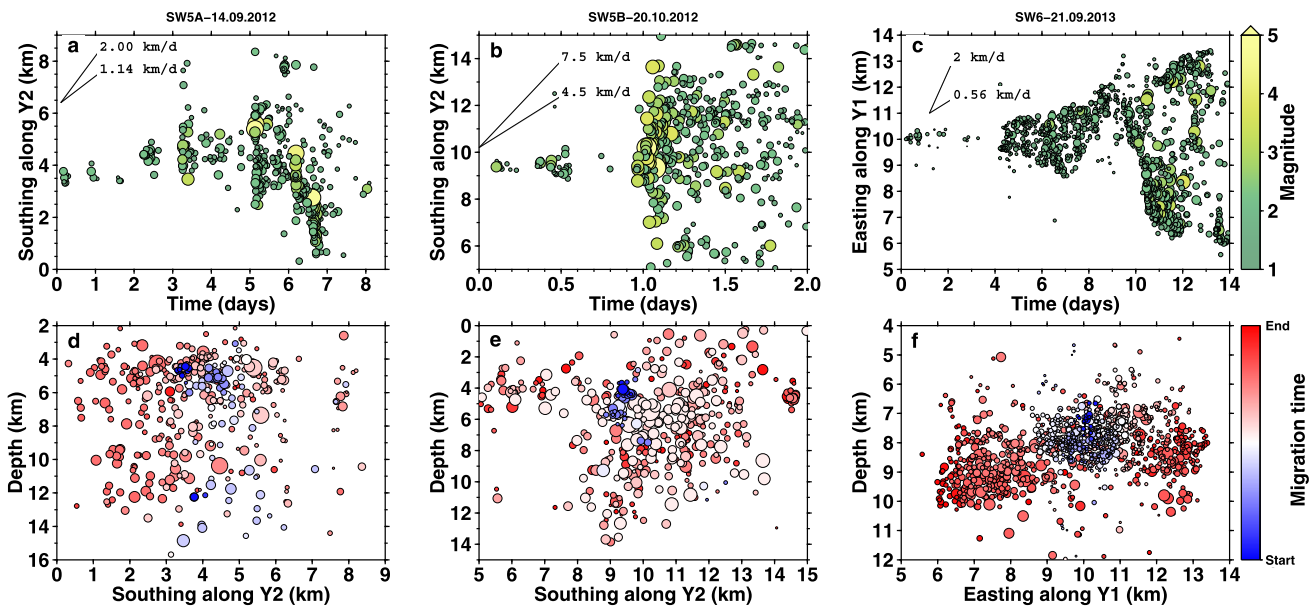 SW5A−14.09.2012
SW5B−20.10.2012
SW6−21.09.2013
a
2.00 km/d
1.14 km/d
Southing along Y2 (km)
0
2
4
6
8
0 1 2 3 4 5 6 7 8
Time (days)
b
7.5 km/d
4.5 km/d
Southing along Y2 (km)
6
8
10
12
14
0.0 0.5 1.0 1.5 2.0
Time (days)
c
2 km/d
0.56 km/d
Easting along Y1 (km)
5
6
7
8
9
10
11
12
13
14
0 2 4 6 8 10 12 14
Time (days)
5
4
3
2
1
Magnitude
d
Depth (km)
2
4
6
8
10
12
14
16
0 1 2 3 4 5 6 7 8 9
Southing along Y2 (km)
e
Depth (km)
0
2
4
6
8
10
12
14
5 6 7 8 9 10 11 12 13 14 15
Southing along Y2 (km)
f
Depth (km)
4
5
6
7
8
9
10
11
12
5 6 7 8 9 10 11 12 13 14
Easting along Y1 (km)
End
Start
Migration time